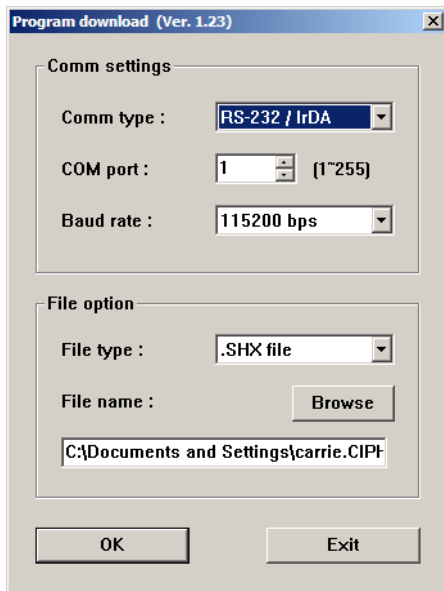 Program download (Ver. 1.23)
Comm settings
Comm type : RS-232 / IrDA
COM port : 1 (1~255)
Baud rate : 115200 bps
File option
File type : .SHX file
File name : Browse
C:\Documents and Settings\carrie.CIPH
OK Exit